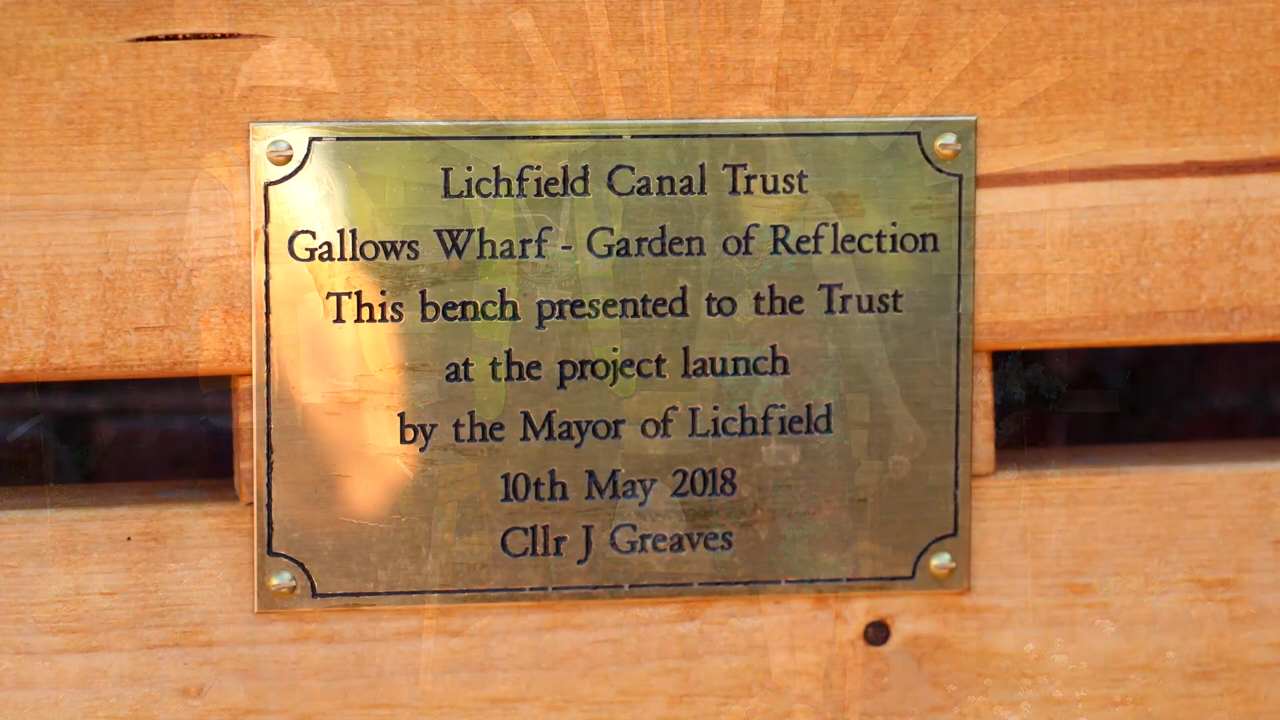 Lichfield Canal Trust
Gallows Wharf - Garden of Reflection
This bench presented to the Trust
at the project launch
by the Mayor of Lichfield
10th May 2018
Cllr J Greaves